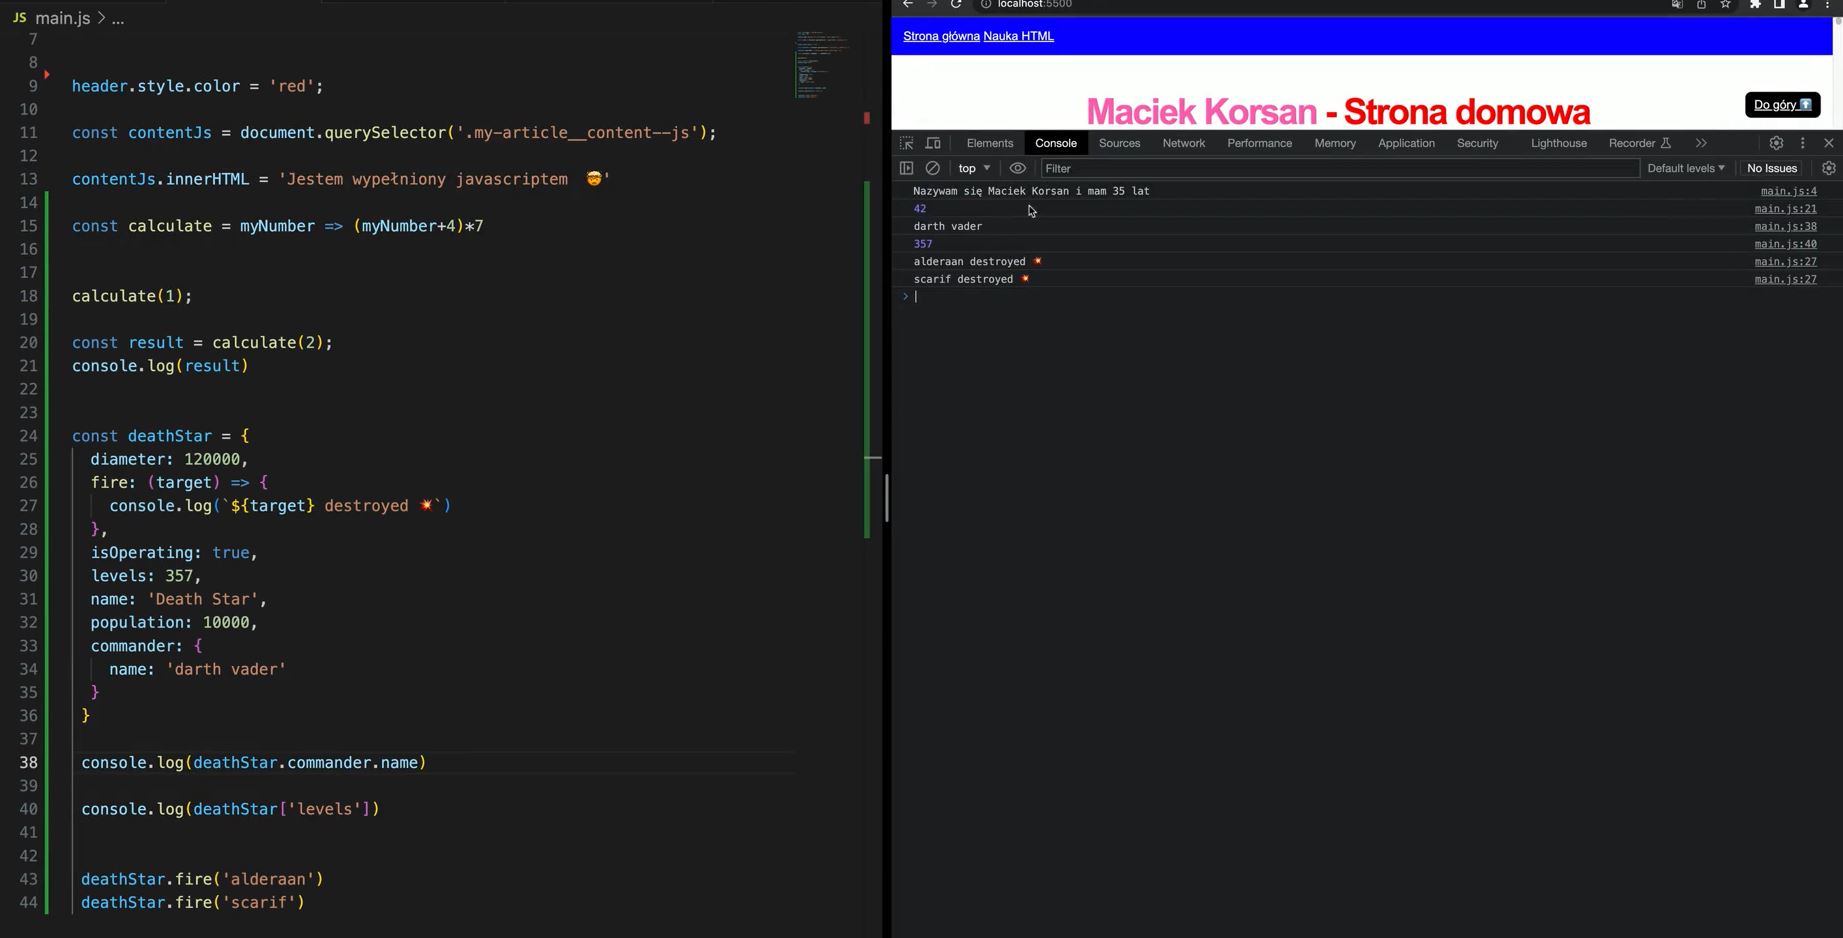 JS main.js > ...
7
8
9 header.style.color = 'red';
10
11 const contentJs = document.querySelector('.my-article__content--js');
12
13 contentJs.innerHTML = 'Jestem wypełniony javascriptem 🤯'
14
15 const calculate = myNumber => (myNumber+4)*7
16
17
18 calculate(1);
19
20 const result = calculate(2);
21 console.log(result)
22
23
24 const deathStar = {
25 diameter: 120000,
26 fire: (target) => {
27 console.log(`${target} destroyed 💥`)
28 },
29 isOperating: true,
30 levels: 357,
31 name: 'Death Star',
32 population: 10000,
33 commander: {
34 name: 'darth vader'
35 }
36 }
37
38 console.log(deathStar.commander.name)
39
40 console.log(deathStar['levels'])
41
42
43 deathStar.fire('alderaan')
44 deathStar.fire('scarif')
localhost:5500
Strona główna Nauka HTML
Maciek Korsan - Strona domowa
Do góry ⬆️
Elements Console Sources Network Performance Memory Application Security Lighthouse Recorder
top Filter Default levels No Issues
Nazywam się Maciek Korsan i mam 35 lat main.js:4
42 main.js:21
darth vader main.js:38
357 main.js:40
alderaan destroyed 💥 main.js:27
scarif destroyed 💥 main.js:27
>